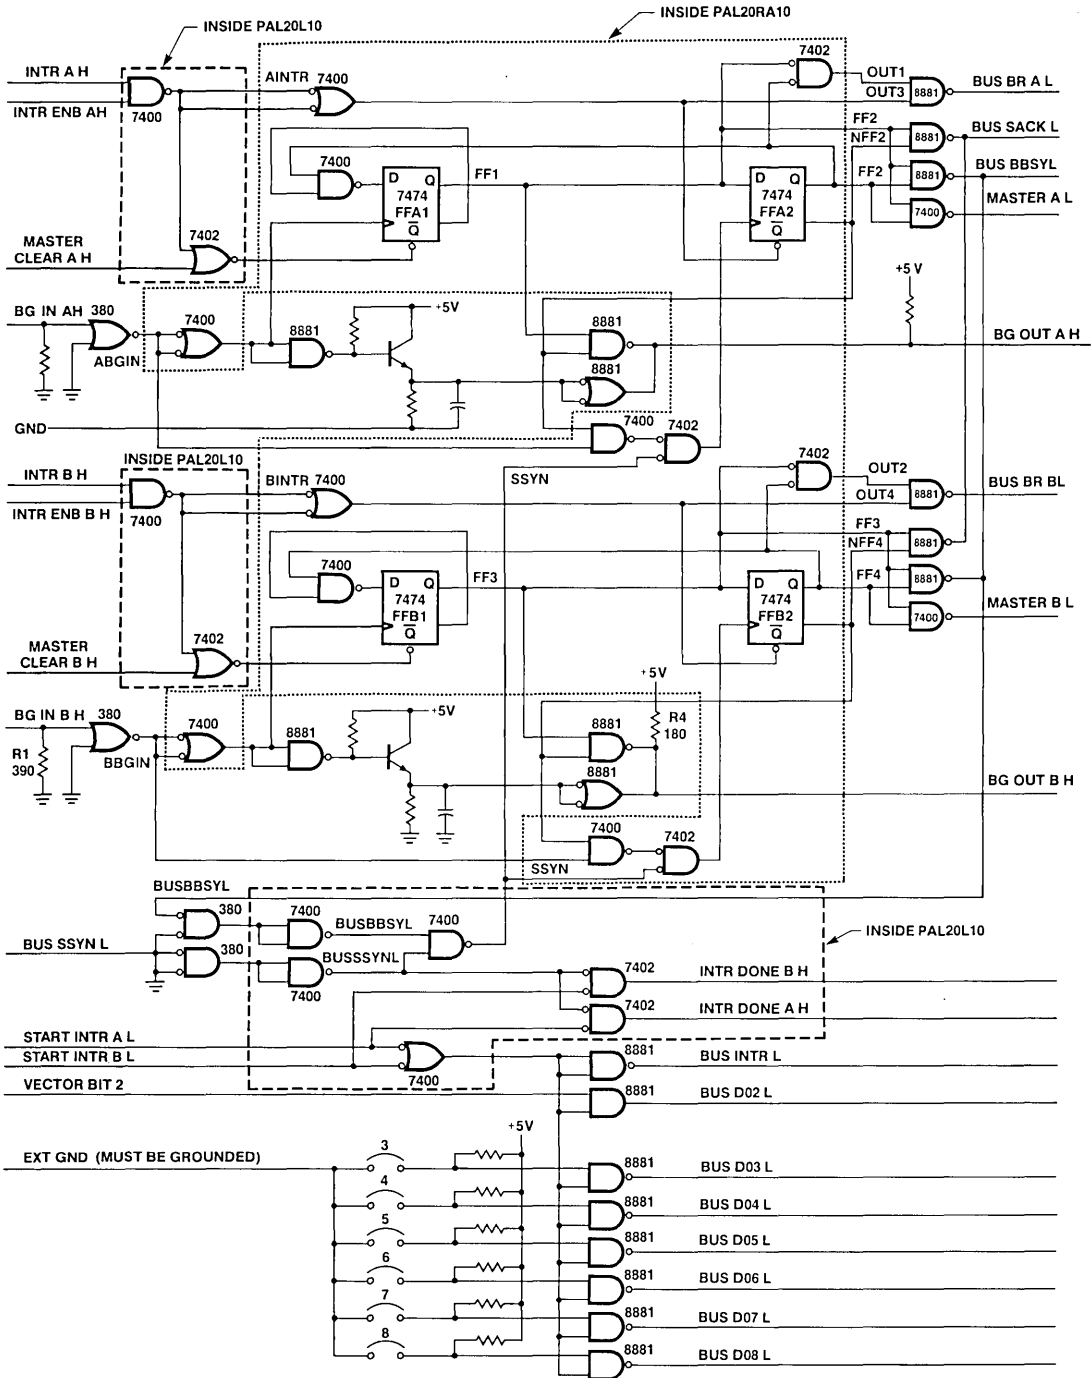 INSIDE PAL20L10
INSIDE PAL20RA10
INTR A H
INTR ENB AH
7400
AINTR
7400
7402
OUT1
OUT3
8881
BUS BR A L
FF2
NFF2
8881
BUS SACK L
FF2
8881
BUS BBSYL
7400
MASTER A L
7400
D Q
7474
FFA1
Q
FF1
D Q
7474
FFA2
Q
7402
MASTER
CLEAR A H
+5 V
BG IN AH
380
ABGIN
7400
8881
+5V
8881
8881
BG OUT A H
GND
7400
7402
SSYN
INSIDE PAL20L10
INTR B H
INTR ENB B H
7400
BINTR
7400
7402
OUT2
OUT4
8881
BUS BR BL
FF3
NFF4
8881
FF4
8881
7400
MASTER B L
7400
D Q
7474
FFB1
Q
FF3
D Q
7474
FFB2
Q
7402
MASTER
CLEAR B H
+5 V
R4
180
BG IN B H
380
R1
390
BBGIN
7400
8881
+5V
8881
8881
BG OUT B H
7400
7402
SSYN
BUSBBSYL
380
7400
BUSBBSYL
7400
BUS SSYN L
380
BUSSSYNL
7400
INSIDE PAL20L10
7402
INTR DONE B H
7402
INTR DONE A H
START INTR A L
START INTR B L
7400
8881
BUS INTR L
VECTOR BIT 2
8881
BUS D02 L
+5V
EXT GND (MUST BE GROUNDED)
3
8881
BUS D03 L
4
8881
BUS D04 L
5
8881
BUS D05 L
6
8881
BUS D06 L
7
8881
BUS D07 L
8
8881
BUS D08 L